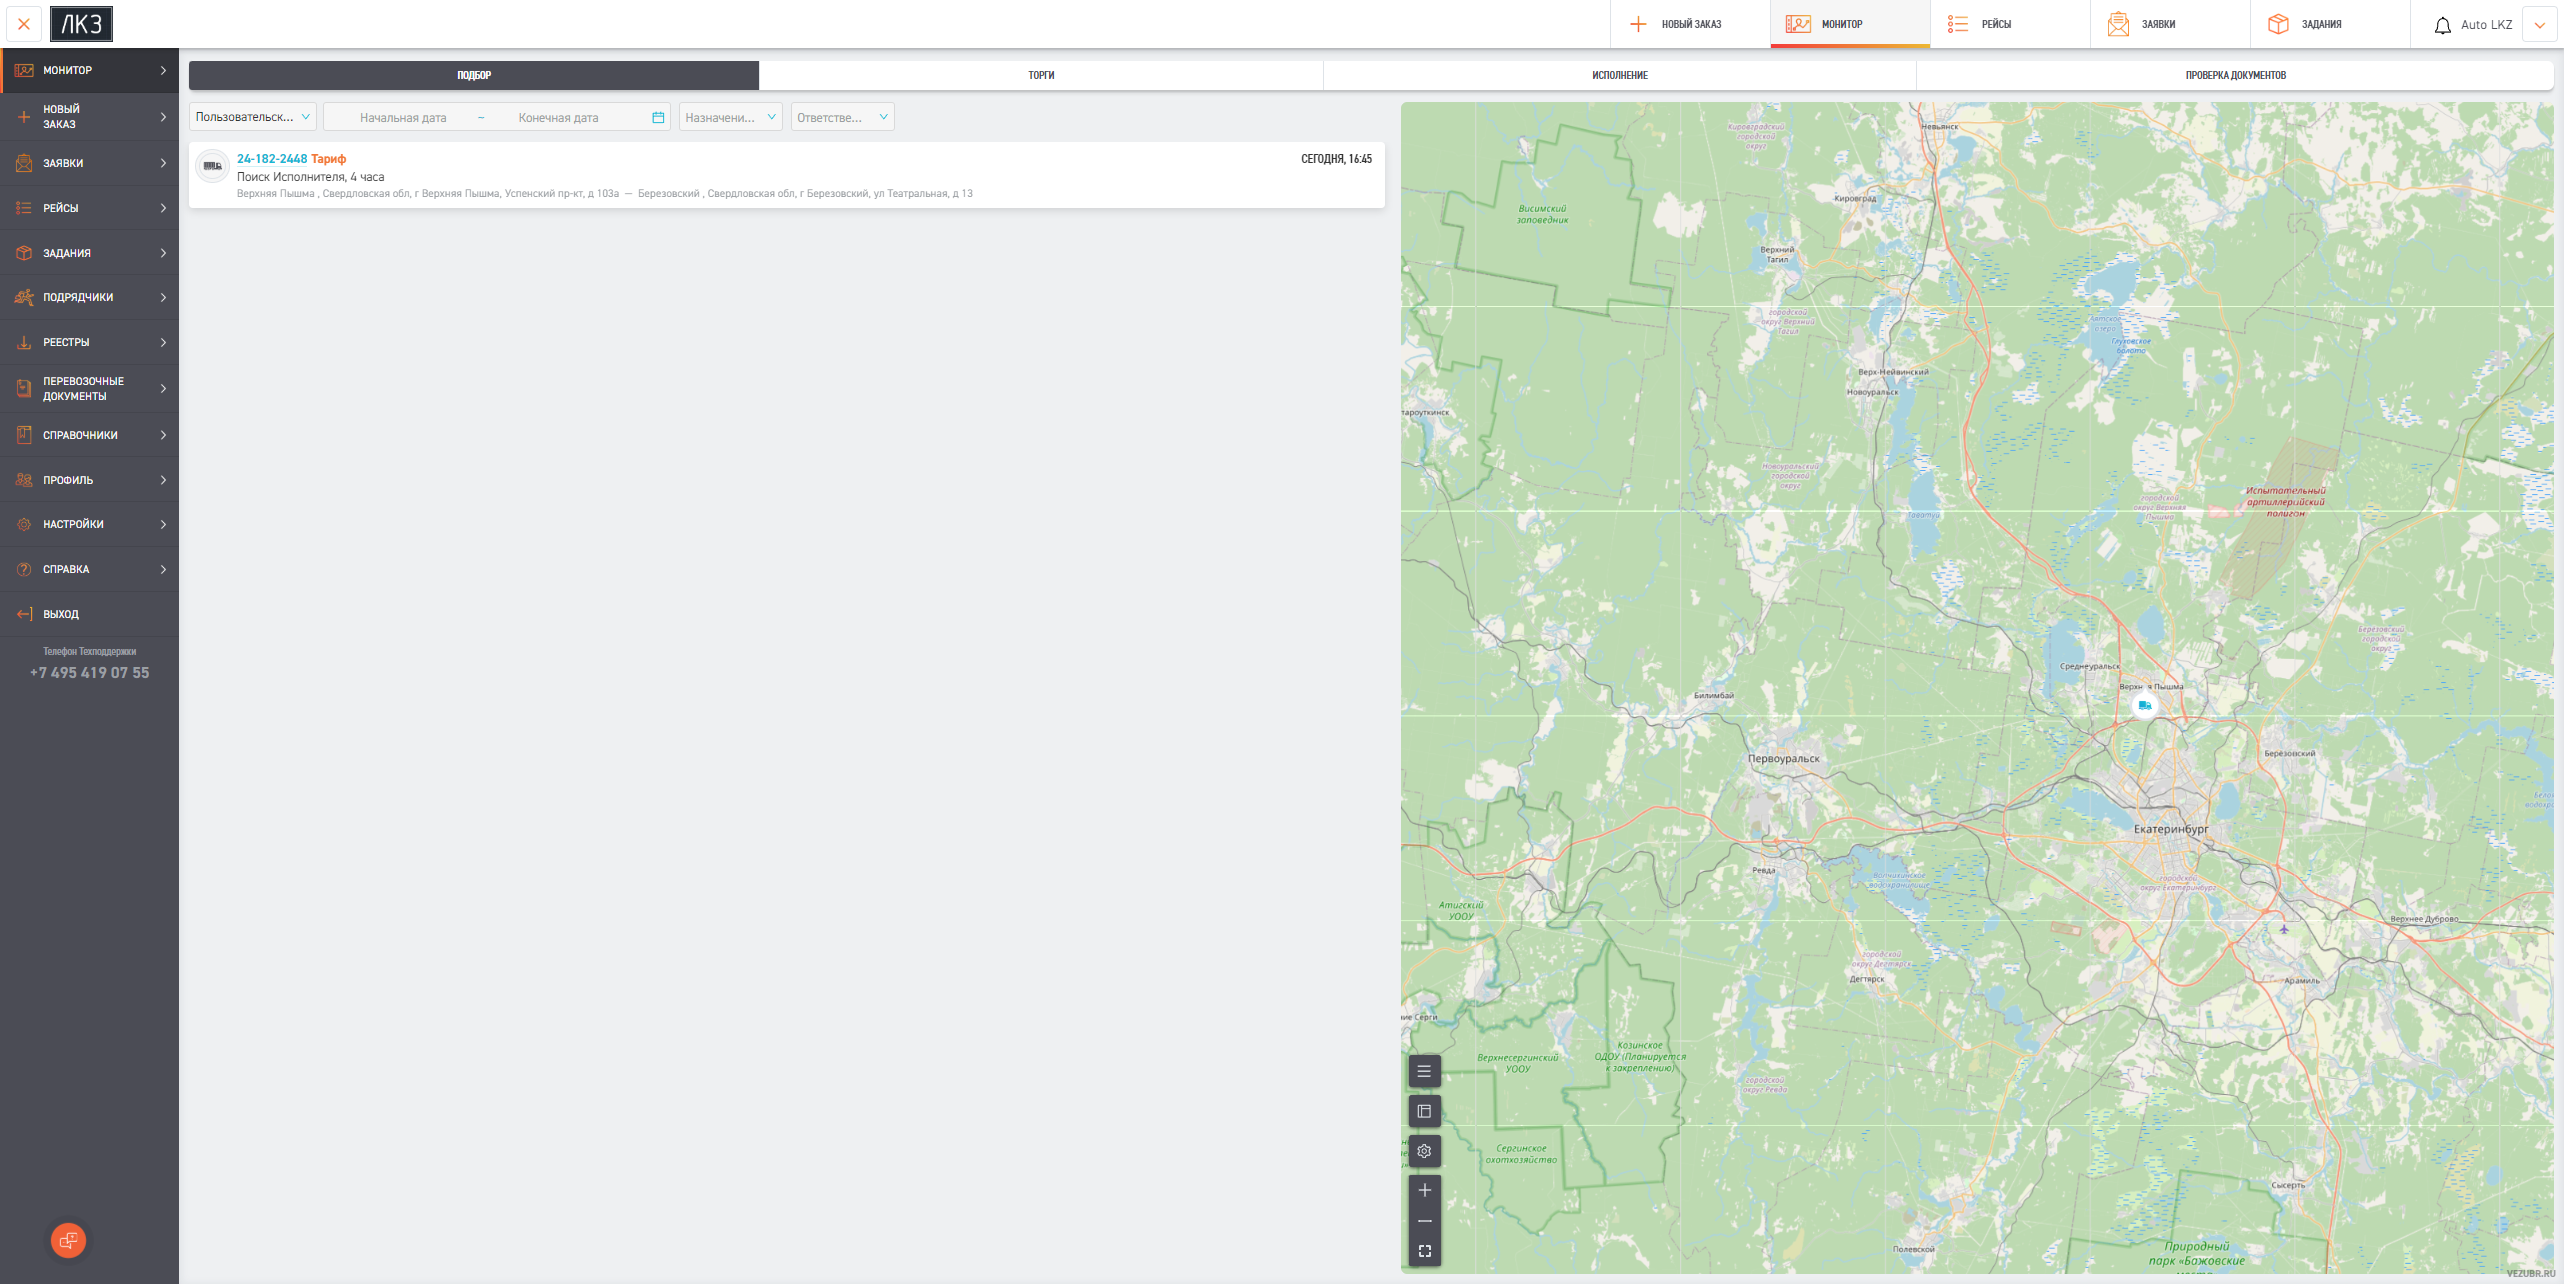 ЛКЗ
НОВЫЙ ЗАКАЗ
МОНИТОР
РЕЙСЫ
ЗАЯВКИ
ЗАДАНИЯ
Auto LKZ
МОНИТОР
НОВЫЙ
ЗАКАЗ
ЗАЯВКИ
РЕЙСЫ
ЗАДАНИЯ
ПОДРЯДЧИКИ
РЕЕСТРЫ
ПЕРЕВОЗОЧНЫЕ
ДОКУМЕНТЫ
СПРАВОЧНИКИ
ПРОФИЛЬ
НАСТРОЙКИ
СПРАВКА
ВЫХОД
Телефон Техподдержки
+7 495 419 07 55
ПОДБОР
ТОРГИ
ИСПОЛНЕНИЕ
ПРОВЕРКА ДОКУМЕНТОВ
Пользовательск...
Начальная дата
–
Конечная дата
Назначени...
Ответстве...
24-182-2448 Тариф
СЕГОДНЯ, 16:45
Поиск Исполнителя, 4 часа
Верхняя Пышма , Свердловская обл, г Верхняя Пышма, Успенский пр-кт, д 103а — Березовский , Свердловская обл, г Березовский, ул Театральная, д 13
Кировградский
городской
округ
Невьянск
Висимский
заповедник
Кировград
Верхний
Тагил
городской
округ Верхний
Тагил
Аятское
озеро
Глуховское
болото
Верх-Нейвинский
Новоуральск
тароуткинск
Новоуральский
городской
округ
Таватуй
городской
округ Верхняя
Пышма
Испытательный
артиллерийский
полигон
Берёзовский
городской
округ
Среднеуральск
Верхняя Пышма
Билимбай
Первоуральск
Берёзовский
Екатеринбург
Ревда
Волчихинское
водохранилище
городской
округ Екатеринбург
Атигский
УООУ
Верхнее Дуброво
городской
округ Дегтярск
Дегтярск
Арамиль
ние Серги
Верхнесергинский
УООУ
Козинское
ОДОУ (Планируется
к закреплению)
городской
округ Ревда
Сергинское
охотхозяйство
Сысерть
Полевской
Природный
парк «Бажовские
места»
VEZUBR.RU